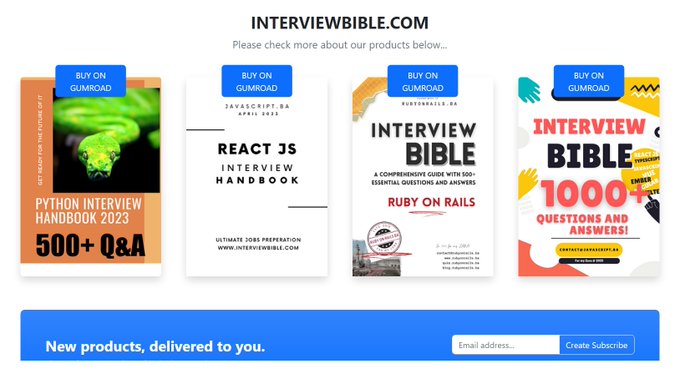 INTERVIEWBIBLE.COM
Please check more about our products below...
BUY ON
GUMROAD
GET READY FOR THE FUTURE OF IT
PYTHON INTERVIEW
HANDBOOK 2023
500+ Q&A
BUY ON
GUMROAD
JAVASCRIPT.BA
APRIL 2023
REACT JS
INTERVIEW
HANDBOOK
ULTIMATE JOBS PREPERATION
WWW.INTERVIEWBIBLE.COM
BUY ON
GUMROAD
RUBYONRAILS.BA
INTERVIEW
BIBLE
A COMPREHENSIVE GUIDE WITH 500+
ESSENTIAL QUESTIONS AND ANSWERS
RUBY ON RAILS
BUY ON
GUMROAD
INTERVIEW
BIBLE
REACT JS
TYPESCRIPT
EMBER
1000+
QUESTIONS AND
ANSWERS!
CONTACT@JAVASCRIPT.BA
New products, delivered to you.
Email address...
Create Subscribe